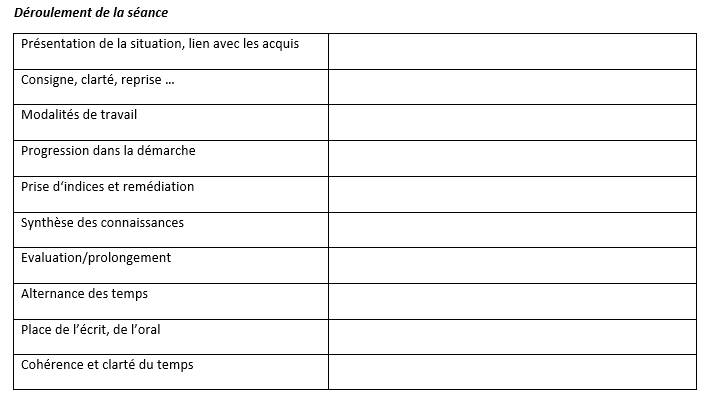 Déroulement de la séance
Présentation de la situation, lien avec les acquis
Consigne, clarté, reprise …
Modalités de travail
Progression dans la démarche
Prise d‘indices et remédiation
Synthèse des connaissances
Evaluation/prolongement
Alternance des temps
Place de l’écrit, de l’oral
Cohérence et clarté du temps